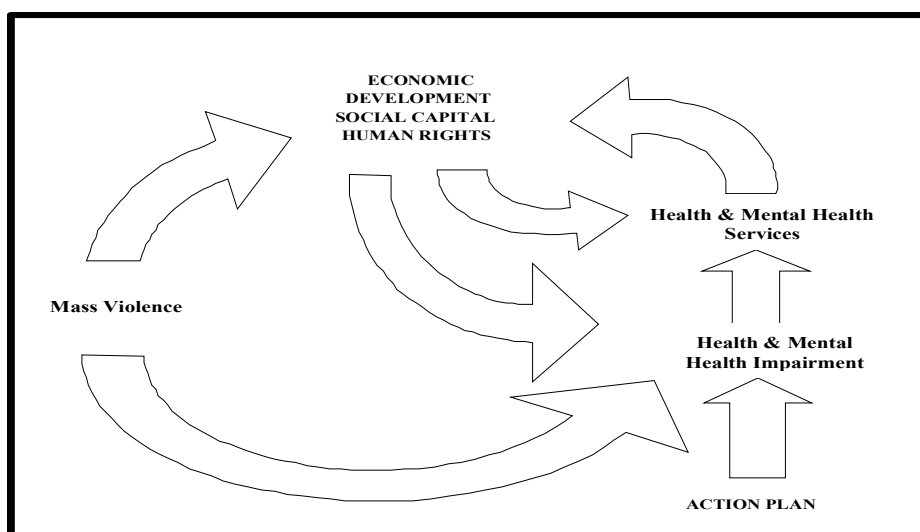 ECONOMIC
DEVELOPMENT
SOCIAL CAPITAL
HUMAN RIGHTS
Health & Mental Health
Services
Mass Violence
Health & Mental
Health Impairment
ACTION PLAN